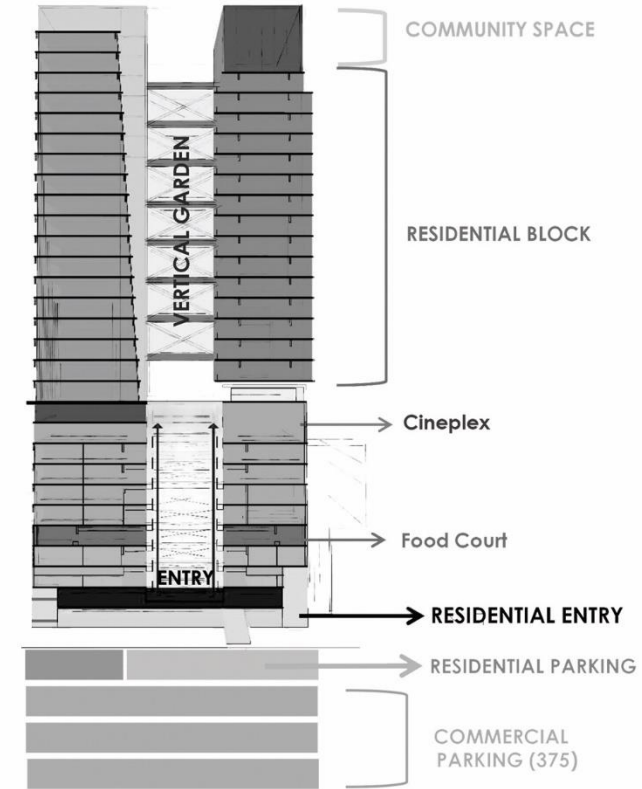 COMMUNITY SPACE
VERTICAL GARDEN
RESIDENTIAL BLOCK
Cineplex
Food Court
ENTRY
RESIDENTIAL ENTRY
RESIDENTIAL PARKING
COMMERCIAL
PARKING (375)